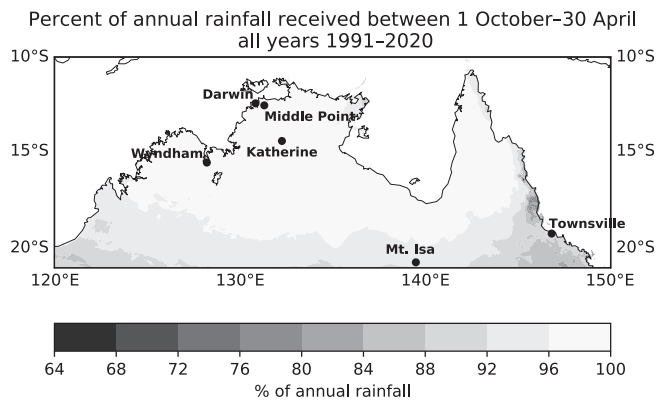 Percent of annual rainfall received between 1 October–30 April
all years 1991–2020
10°S 10°S
Darwin
Middle Point
15°S Wyndham Katherine 15°S
Townsville
20°S Mt. Isa 20°S
120°E 130°E 140°E 150°E
64 68 72 76 80 84 88 92 96 100
% of annual rainfall